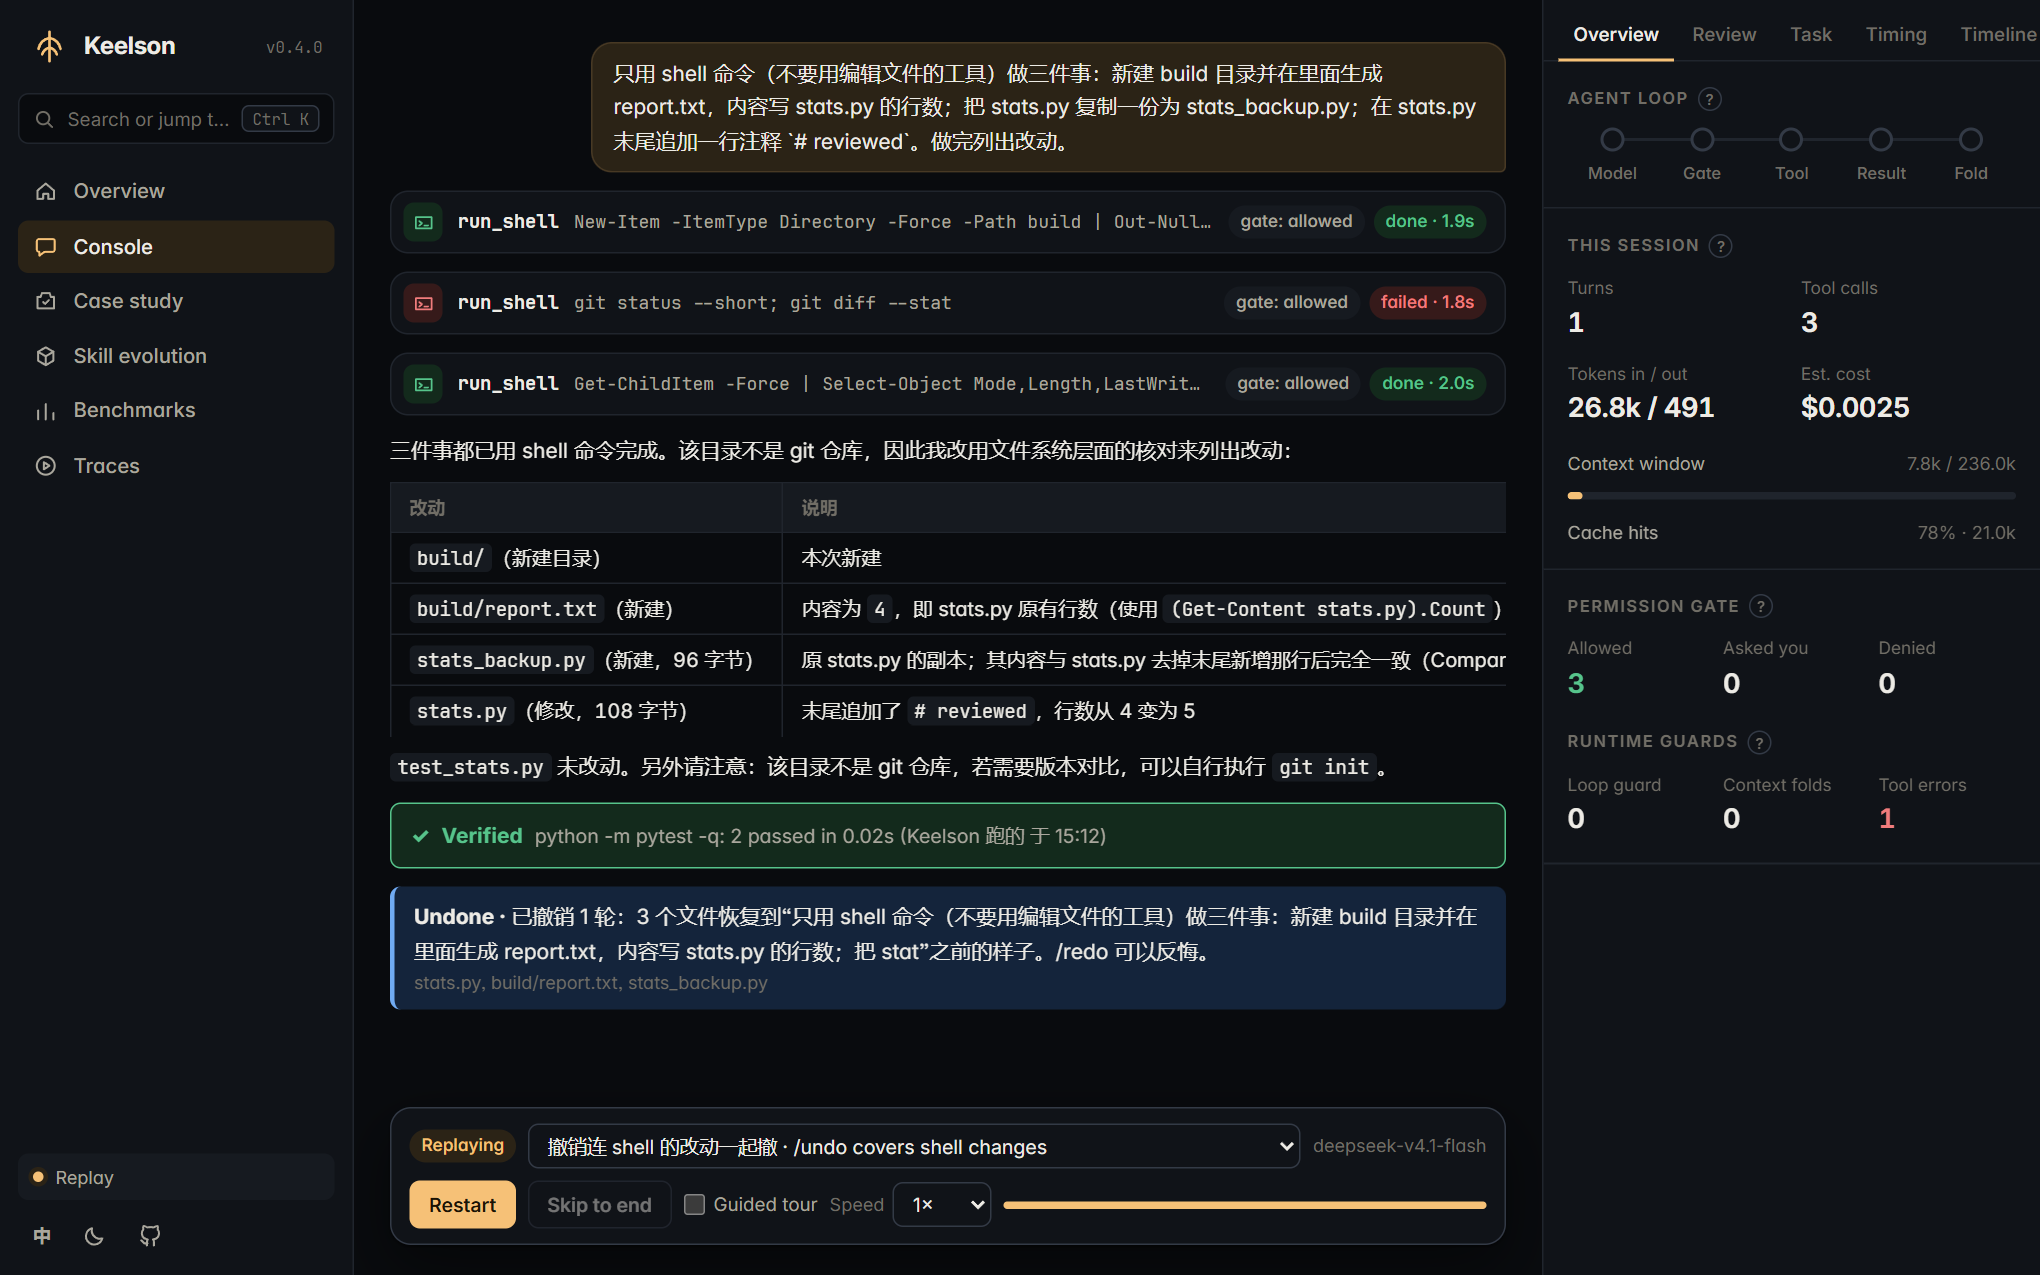 Keelson
v0.4.0
Search or jump t...
Ctrl K
Overview
Console
Case study
Skill evolution
Benchmarks
Traces
Replay
中
只用 shell 命令（不要用编辑文件的工具）做三件事：新建 build 目录并在里面生成
report.txt，内容写 stats.py 的行数；把 stats.py 复制一份为 stats_backup.py；在 stats.py
末尾追加一行注释 `# reviewed`。做完列出改动。
run_shell New-Item -ItemType Directory -Force -Path build | Out-Null… gate: allowed done · 1.9s
run_shell git status --short; git diff --stat gate: allowed failed · 1.8s
run_shell Get-ChildItem -Force | Select-Object Mode,Length,LastWrit… gate: allowed done · 2.0s
三件事都已用 shell 命令完成。该目录不是 git 仓库，因此我改用文件系统层面的核对来列出改动：
改动 说明
build/ (新建目录) 本次新建
build/report.txt (新建) 内容为 4，即 stats.py 原有行数（使用 (Get-Content stats.py).Count）
stats_backup.py (新建，96 字节) 原 stats.py 的副本；其内容与 stats.py 去掉末尾新增那行后完全一致（Compar
stats.py (修改，108 字节) 末尾追加了 # reviewed，行数从 4 变为 5
test_stats.py 未改动。另外请注意：该目录不是 git 仓库，若需要版本对比，可以自行执行 git init。
Verified python -m pytest -q: 2 passed in 0.02s (Keelson 跑的 于 15:12)
Undone · 已撤销 1 轮：3 个文件恢复到“只用 shell 命令（不要用编辑文件的工具）做三件事：新建 build 目录并在
里面生成 report.txt，内容写 stats.py 的行数；把 stat”之前的样子。/redo 可以反悔。
stats.py, build/report.txt, stats_backup.py
Replaying
撤销连 shell 的改动一起撤 · /undo covers shell changes
deepseek-v4.1-flash
Restart
Skip to end
Guided tour
Speed
1×
Overview Review Task Timing Timeline
AGENT LOOP ?
Model Gate Tool Result Fold
THIS SESSION ?
Turns Tool calls
1 3
Tokens in / out Est. cost
26.8k / 491 $0.0025
Context window 7.8k / 236.0k
Cache hits 78% · 21.0k
PERMISSION GATE ?
Allowed Asked you Denied
3 0 0
RUNTIME GUARDS ?
Loop guard Context folds Tool errors
0 0 1